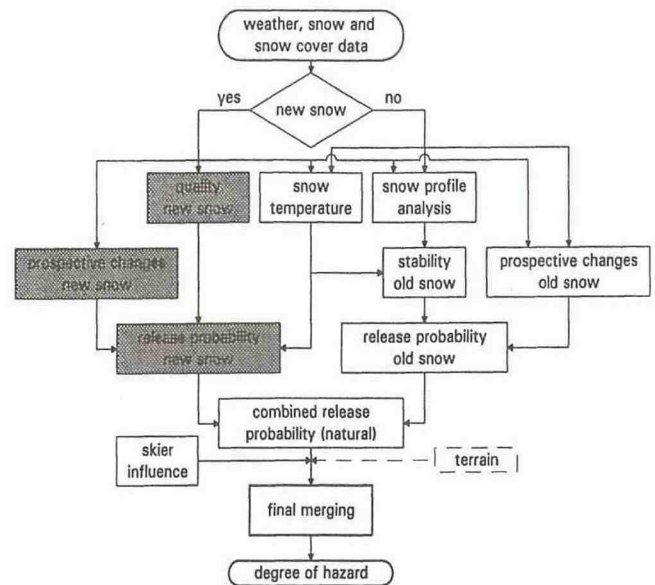 weather, snow and
snow cover data
yes
new snow
no
quality
new snow
snow
temperature
snow profile
analysis
prospective changes
new snow
stability
old snow
prospective changes
old snow
release probability
new snow
release probability
old snow
combined release
probability (natural)
skier
influence
terrain
final merging
degree of hazard